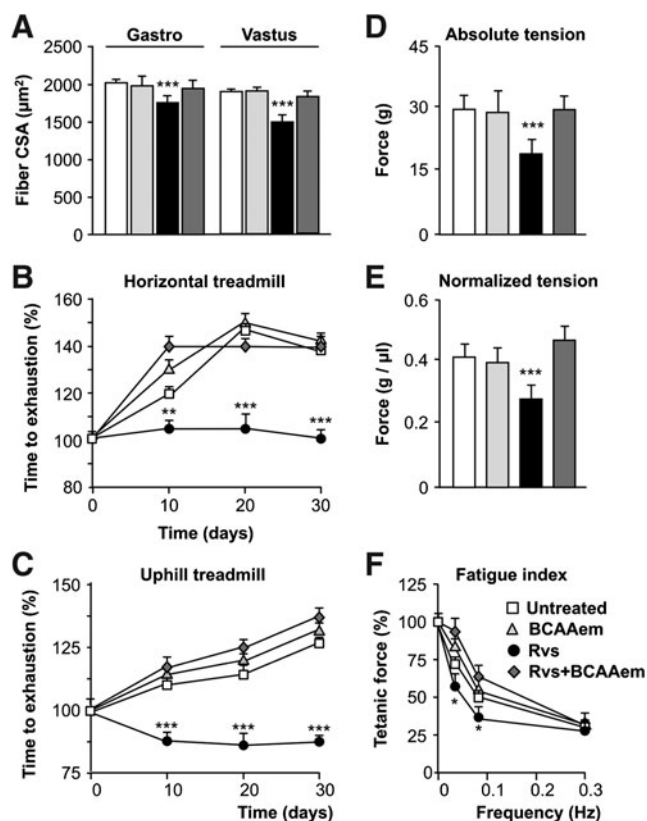 A
Gastro Vastus
2500
2000
1500
1000
500
0
Fiber CSA (µm²)
***
***
B
Horizontal treadmill
160
140
120
100
80
Time to exhaustion (%)
** *** ***
0 10 20 30
Time (days)
C
Uphill treadmill
150
125
100
75
Time to exhaustion (%)
*** *** ***
0 10 20 30
Time (days)
D
Absolute tension
45
30
15
0
Force (g)
***
E
Normalized tension
0.6
0.4
0.2
0
Force (g / µl)
***
F
Fatigue index
125
100
75
50
25
0
Tetanic force (%)
Untreated
BCAAem
Rvs
Rvs+BCAAem
* *
0 0.1 0.2 0.3
Frequency (Hz)